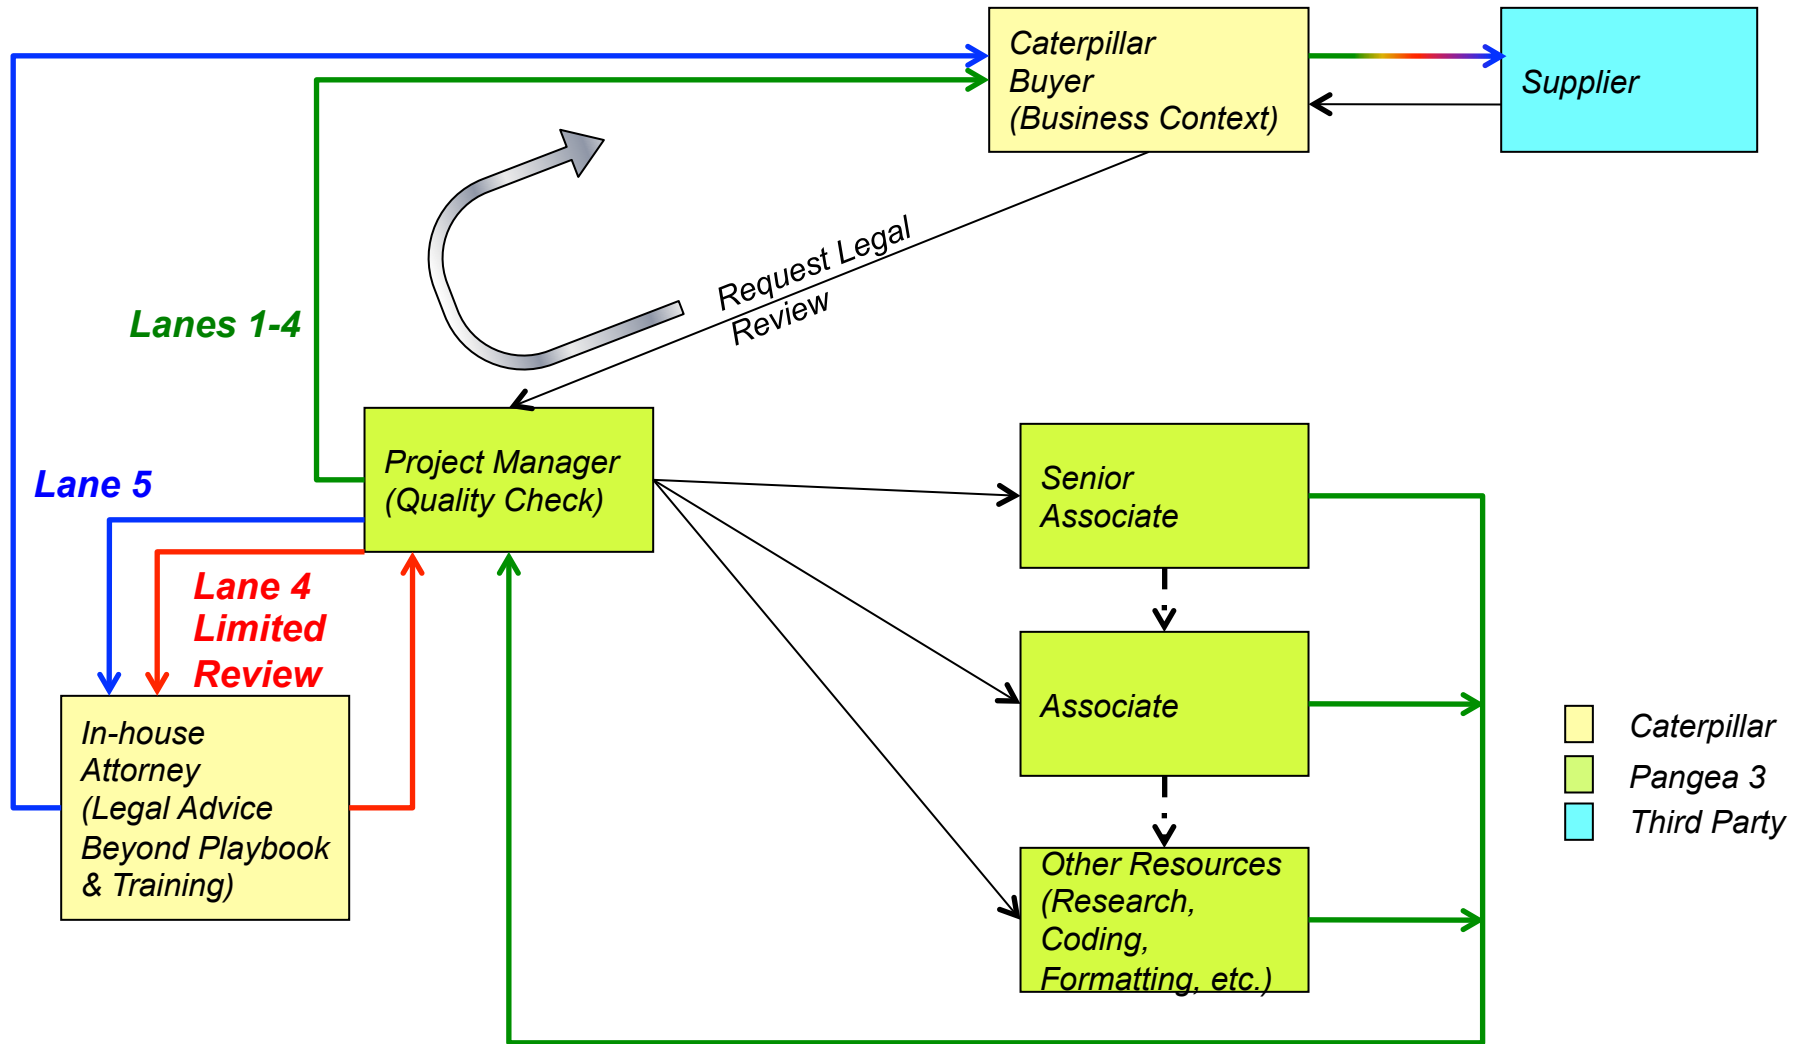 Caterpillar
Buyer
(Business Context)
Supplier
Request Legal
Review
Lanes 1-4
Lane 5
Project Manager
(Quality Check)
Senior
Associate
Lane 4
Limited
Review
Associate
In-house
Attorney
(Legal Advice
Beyond Playbook
& Training)
Other Resources
(Research,
Coding,
Formatting, etc.)
Caterpillar
Pangea 3
Third Party